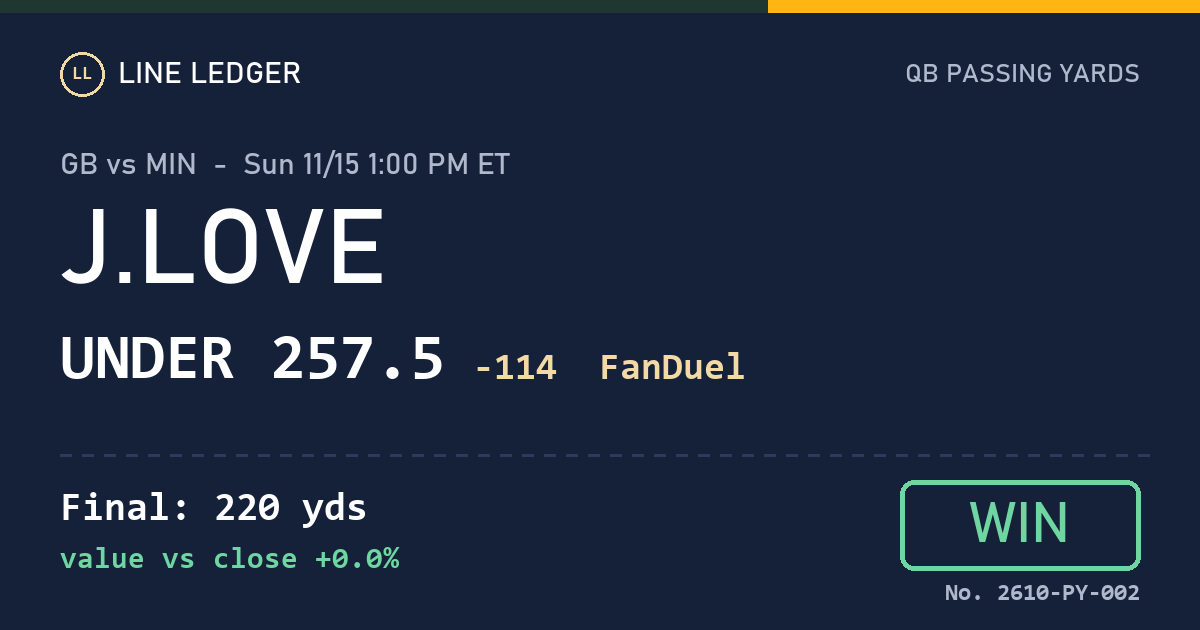 LL LINE LEDGER QB PASSING YARDS
GB vs MIN - Sun 11/15 1:00 PM ET
J.LOVE
UNDER 257.5 -114 FanDuel
Final: 220 yds
WIN
value vs close +0.0%
No. 2610-PY-002